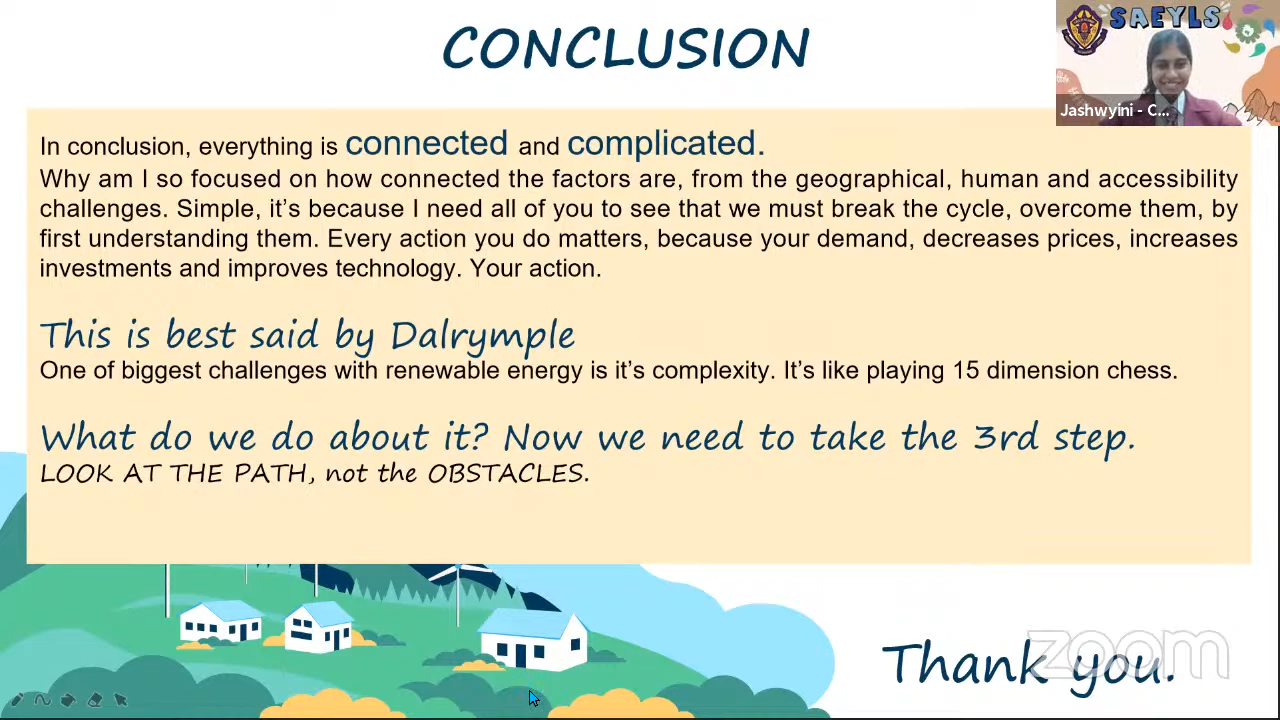 CONCLUSION
SAEYLS
Jashwyini - C...
In conclusion, everything is connected and complicated.
Why am I so focused on how connected the factors are, from the geographical, human and accessibility
challenges. Simple, it's because I need all of you to see that we must break the cycle, overcome them, by
first understanding them. Every action you do matters, because your demand, decreases prices, increases
investments and improves technology. Your action.
This is best said by Dalrymple
One of biggest challenges with renewable energy is it's complexity. It's like playing 15 dimension chess.
What do we do about it? Now we need to take the 3rd step.
LOOK AT THE PATH, not the OBSTACLES.
Thank you.
zoom